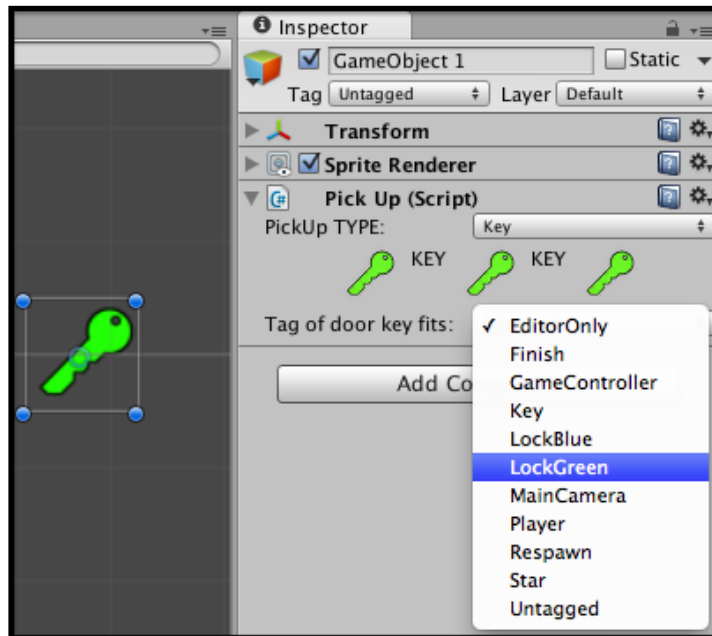 Inspector
GameObject 1 Static
Tag Untagged Layer Default
Transform
Sprite Renderer
C# Pick Up (Script)
PickUp TYPE: Key
KEY KEY
Tag of door key fits: ✓ EditorOnly
Finish
Add Co GameController
Key
LockBlue
LockGreen
MainCamera
Player
Respawn
Star
Untagged